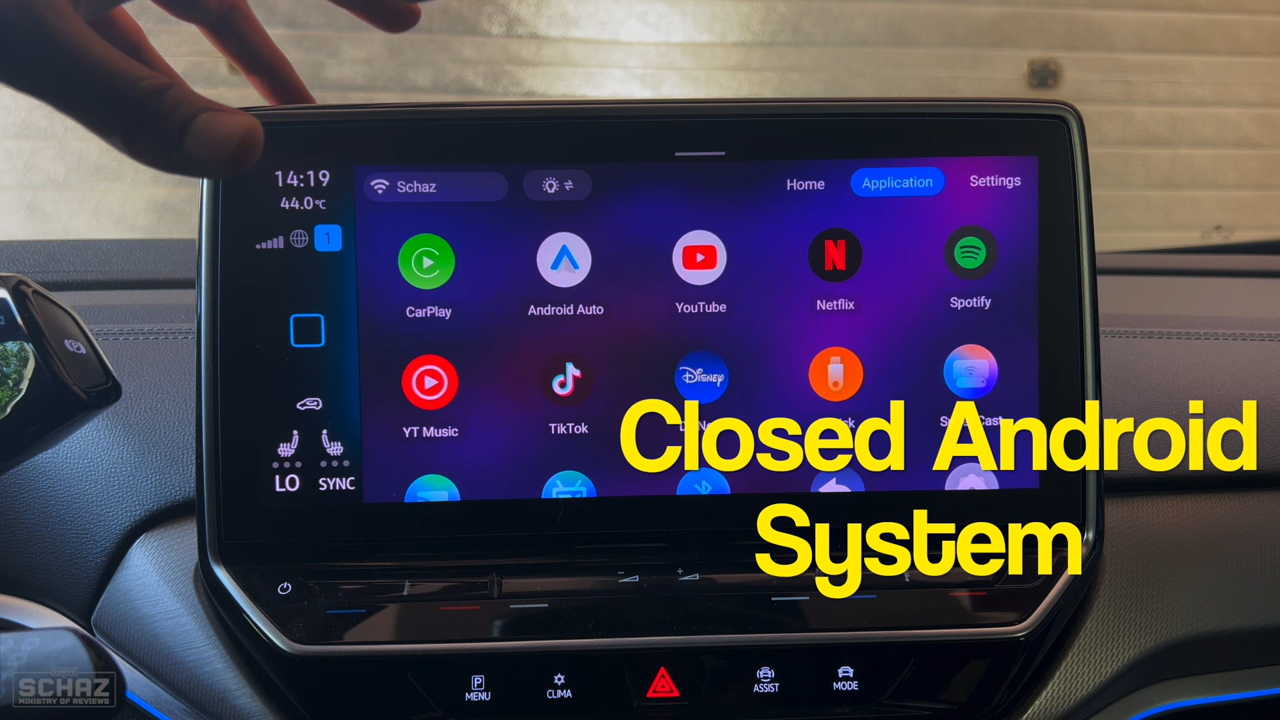 14:19
44.0°C
1
Schaz
Home
Application
Settings
CarPlay
Android Auto
YouTube
Netflix
Spotify
YT Music
TikTok
Disney
Closed Android
System
LO
SYNC
P
MENU
CLIMA
ASSIST
MODE
SCHAZ
MINISTRY OF REVIEWS